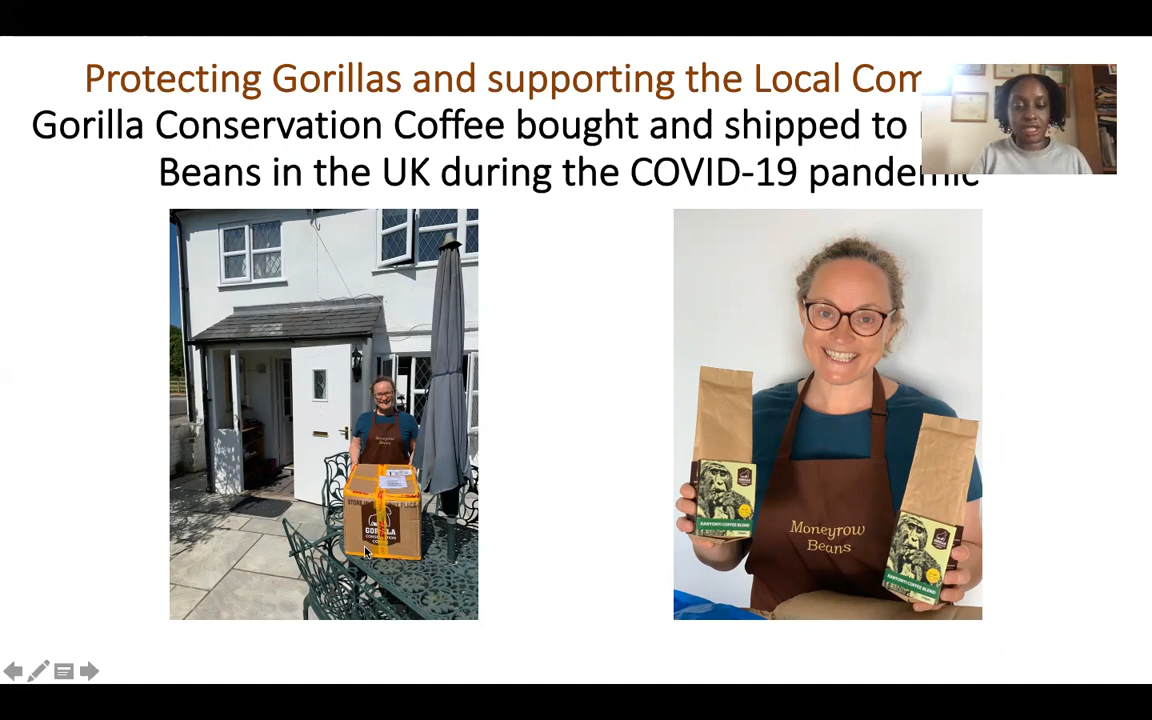 Protecting Gorillas and supporting the Local Com
Gorilla Conservation Coffee bought and shipped to
Beans in the UK during the COVID-19 pandemic
Moneyrow
Beans
GORILLA
CONSERVATION
COFFEE
KANYONYI COFFEE BLEND
Moneyrow
Beans
KANYONYI COFFEE BLEND